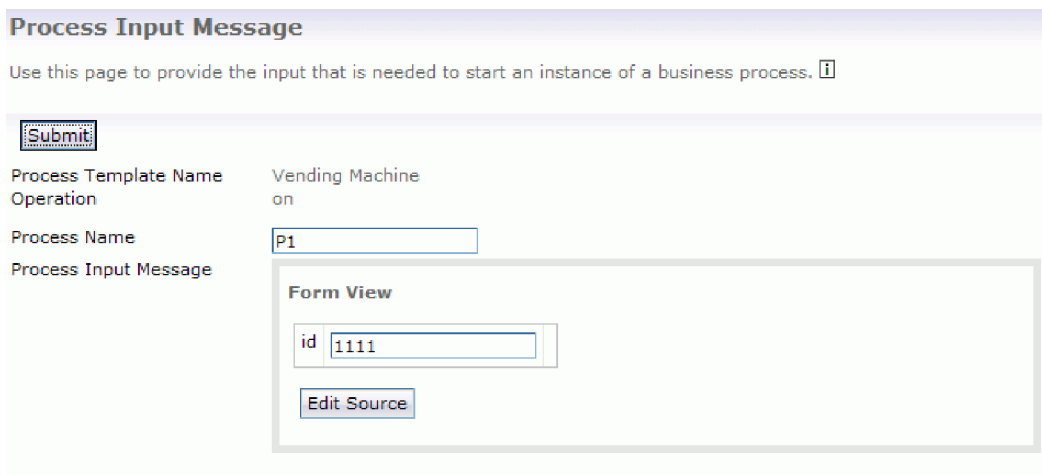 Process Input Message
Use this page to provide the input that is needed to start an instance of a business process. i
Submit
Process Template Name Vending Machine
Operation on
Process Name P1
Process Input Message
Form View
id 1111
Edit Source